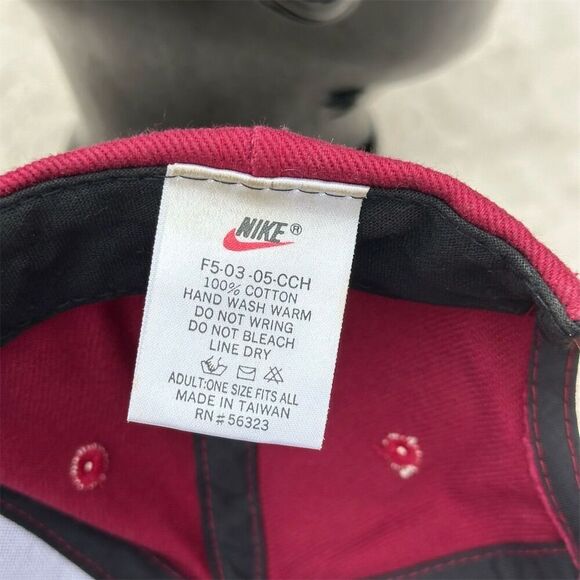 NIKE®
F5-03-05-CCH
100% COTTON
HAND WASH WARM
DO NOT WRING
DO NOT BLEACH
LINE DRY
ADULT:ONE SIZE FITS ALL
MADE IN TAIWAN
RN#56323